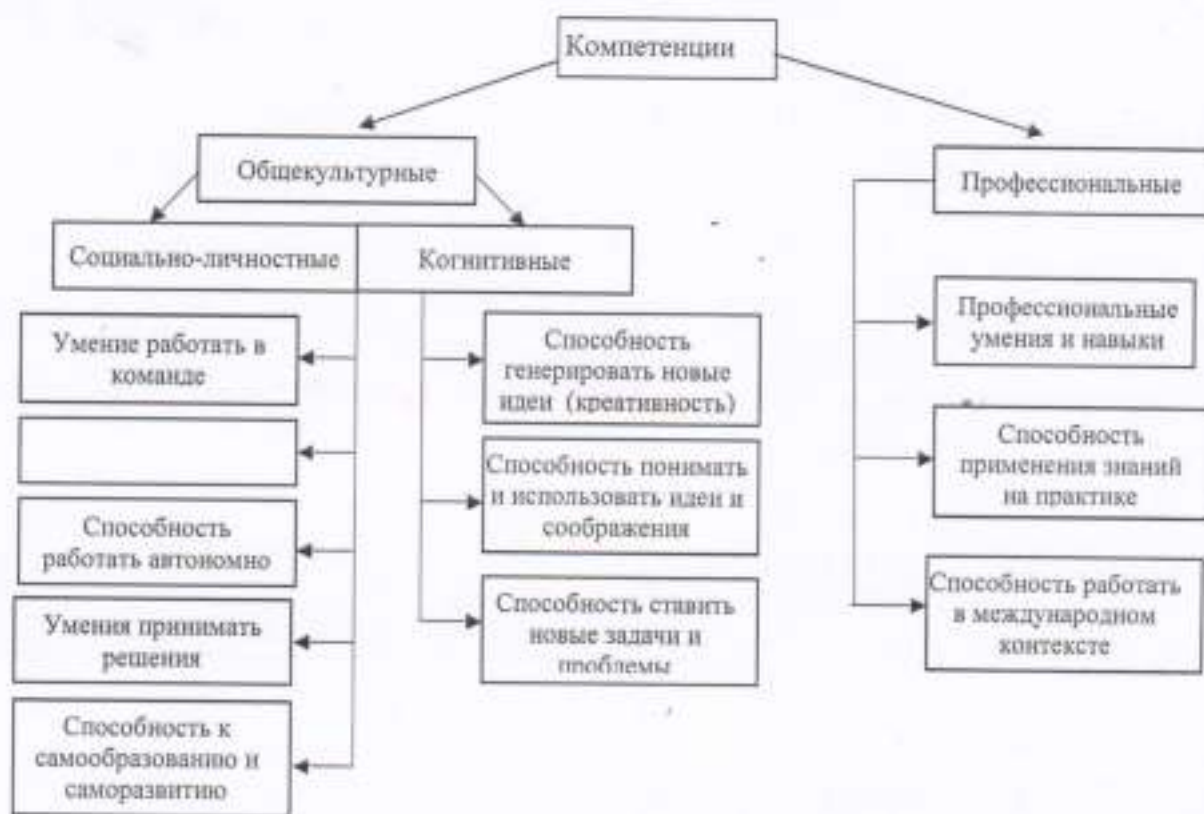 Компетенции
Общекультурные
Профессиональные
Социально-личностные
Когнитивные
Умение работать в
команде
Способность
работать автономно
Умения принимать
решения
Способность к
самообразованию и
саморазвитию
Способность
генерировать новые
идеи (креативность)
Способность понимать
и использовать идеи и
соображения
Способность ставить
новые задачи и
проблемы
Профессиональные
умения и навыки
Способность
применения знаний
на практике
Способность работать
в международном
контексте